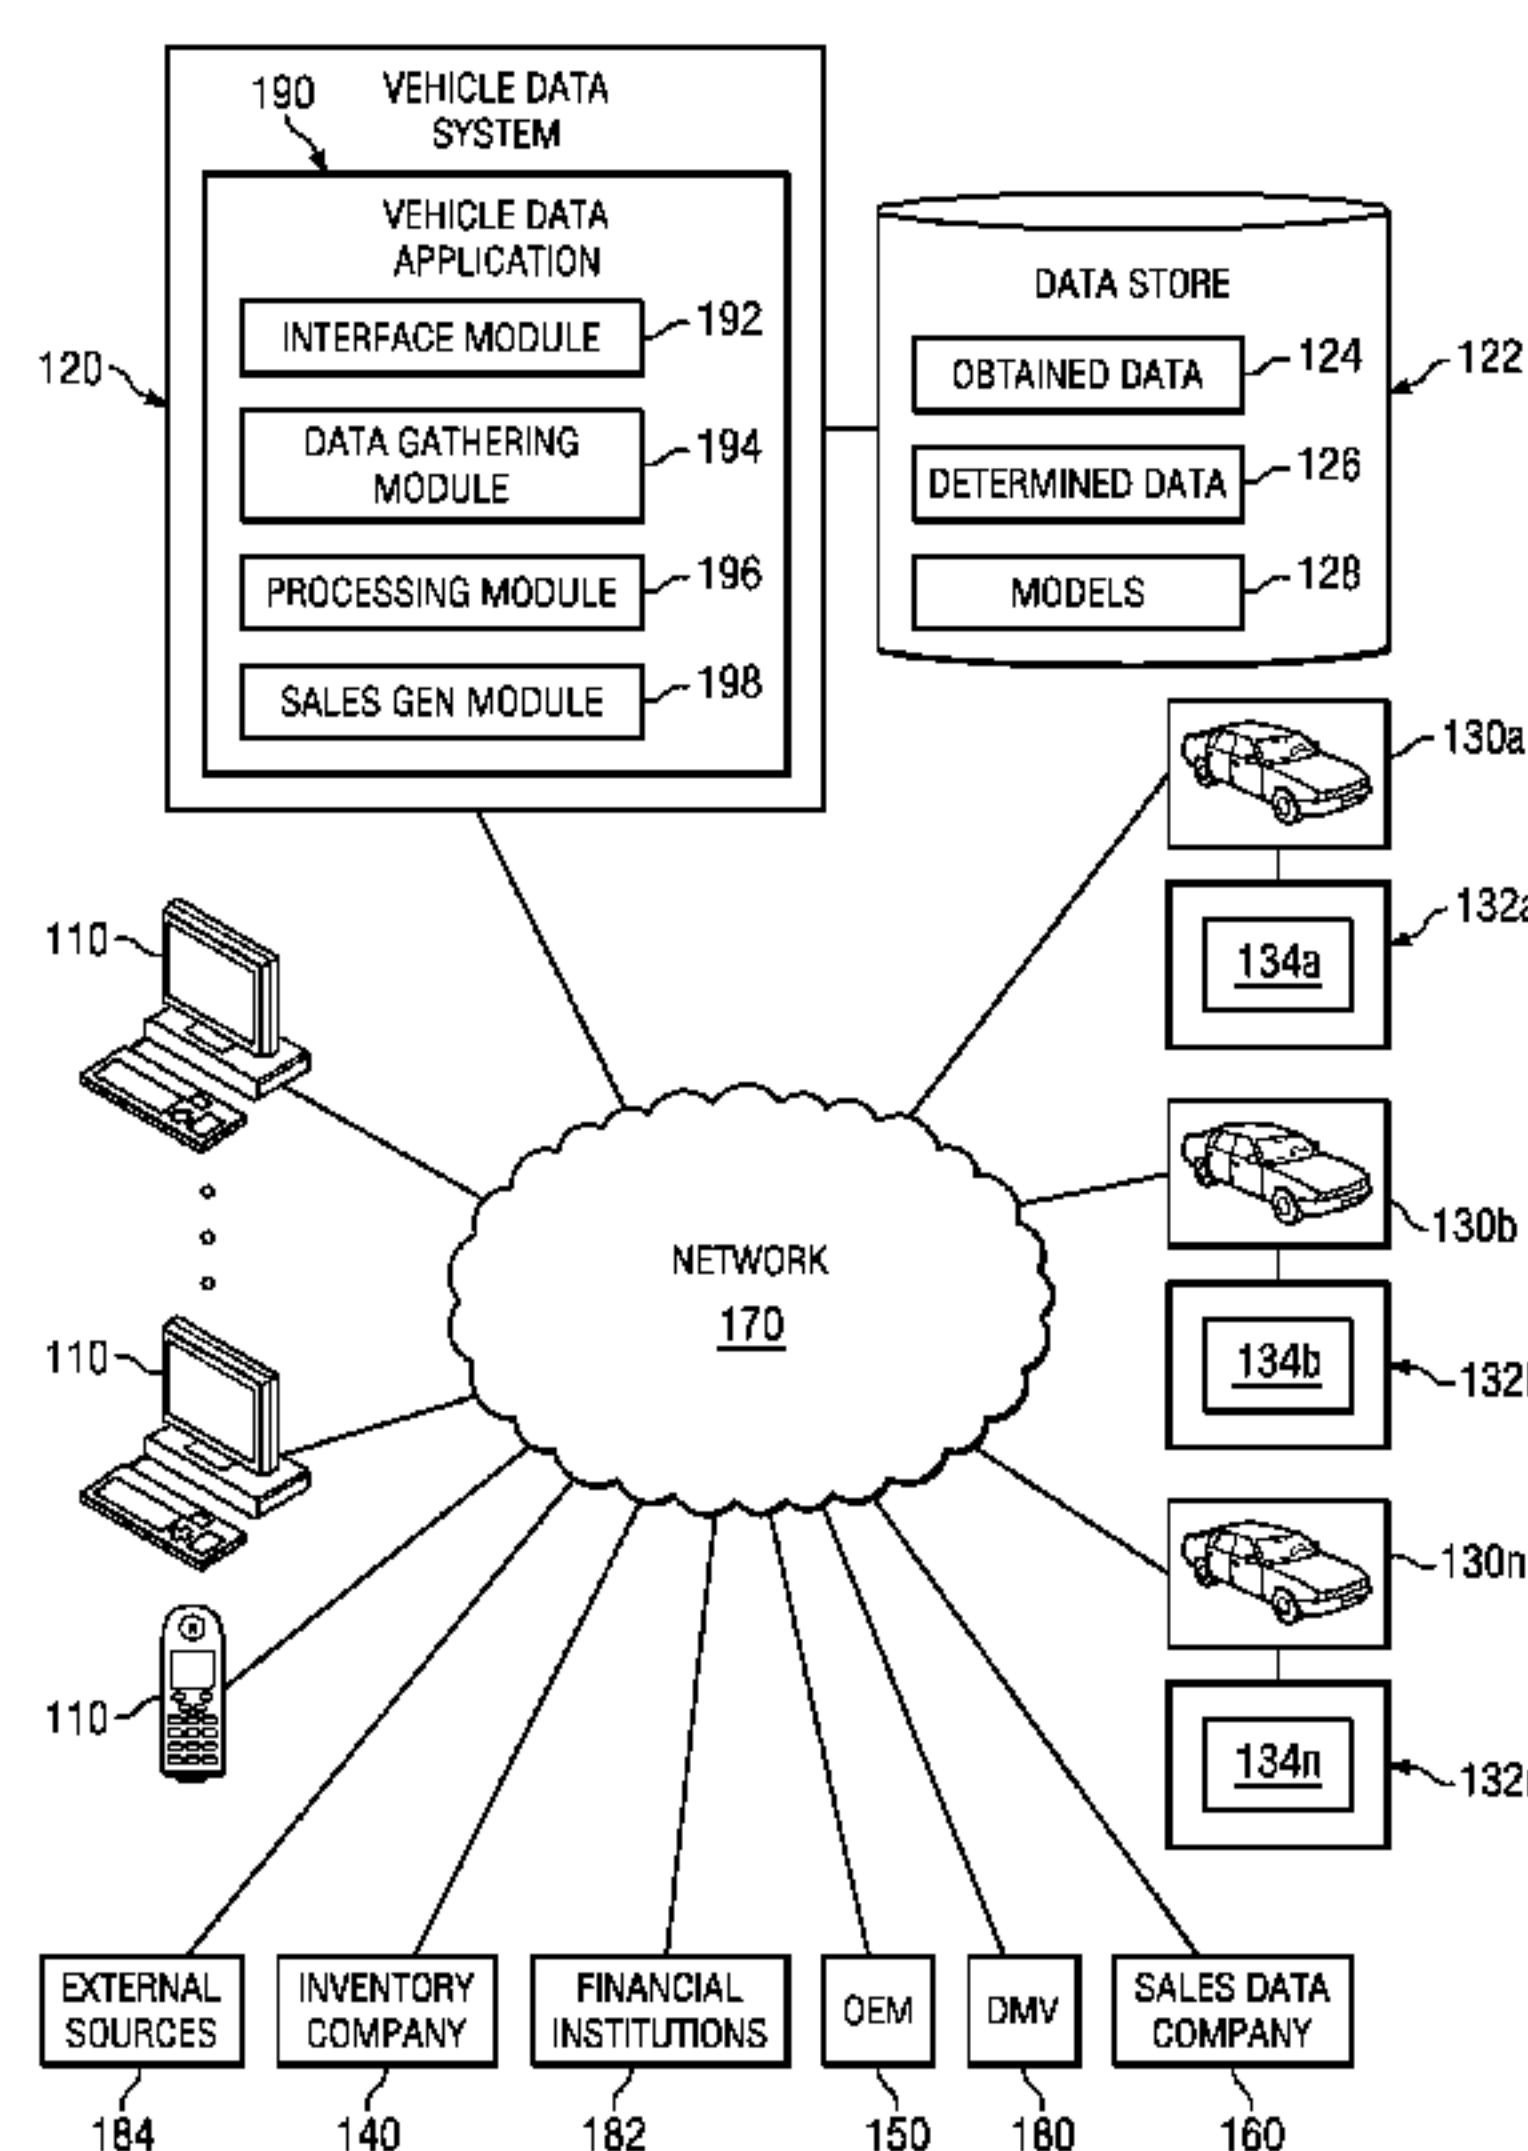 190
VEHICLE DATA
SYSTEM
VEHICLE DATA
APPLICATION
INTERFACE MODULE
192
DATA GATHERING
MODULE
194
PROCESSING MODULE
196
SALES GEN MODULE
198
120
DATA STORE
OBTAINED DATA
124
DETERMINED DATA
126
MODELS
128
122
130a
132a
134a
110
130b
132b
134b
NETWORK
170
110
130n
132n
134n
110
EXTERNAL
SOURCES
184
INVENTORY
COMPANY
140
FINANCIAL
INSTITUTIONS
182
OEM
150
DMV
180
SALES DATA
COMPANY
160